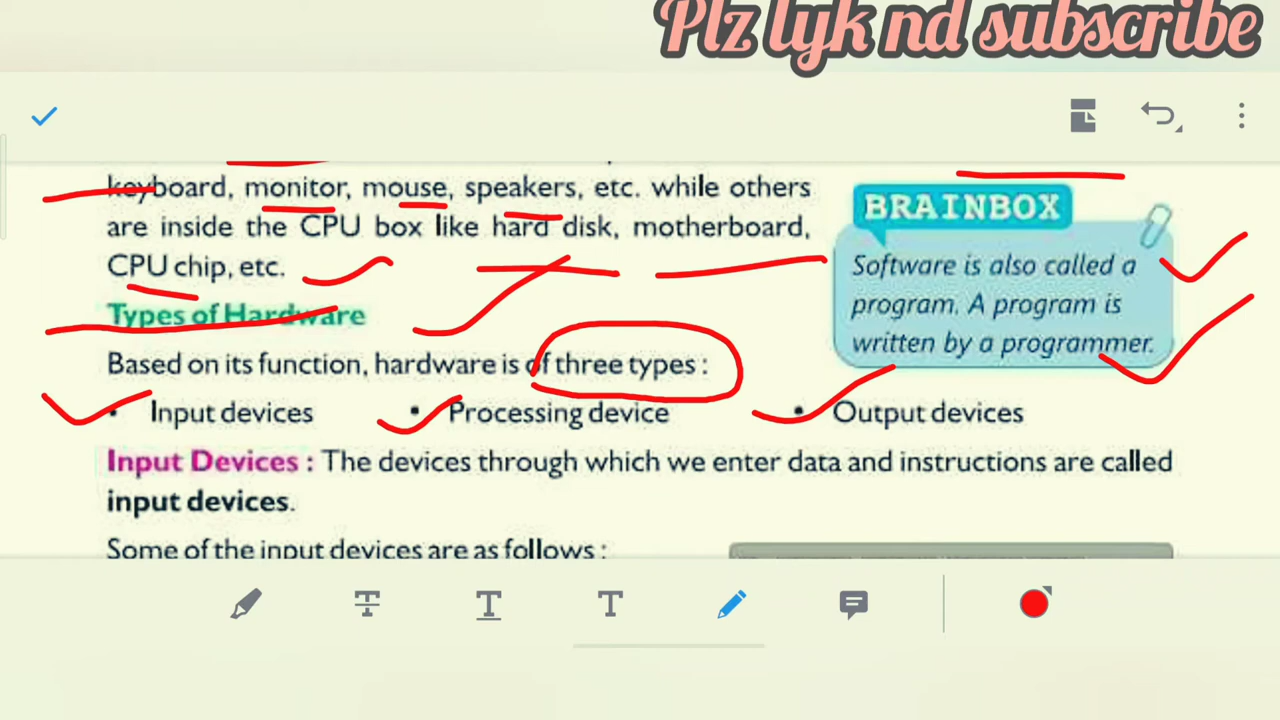 Plz lyk nd subscribe
keyboard, monitor, mouse, speakers, etc. while others
are inside the CPU box like hard disk, motherboard,
CPU chip, etc.
BRAINBOX
Software is also called a
program. A program is
written by a programmer.
Types of Hardware
Based on its function, hardware is of three types :
• Input devices • Processing device • Output devices
Input Devices : The devices through which we enter data and instructions are called
input devices.
Some of the input devices are as follows :
T
T
T